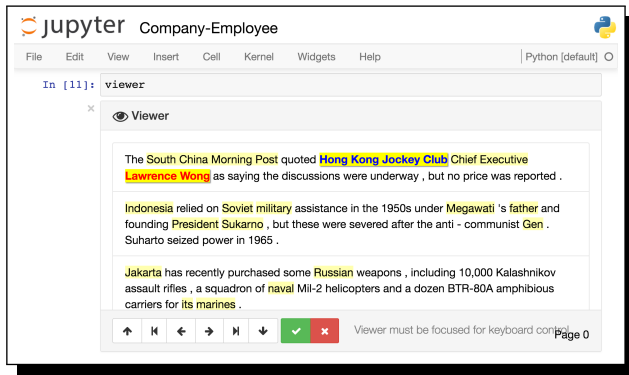 jupyter Company-Employee
File Edit View Insert Cell Kernel Widgets Help Python [default]
In [11]: viewer
× Viewer
The South China Morning Post quoted Hong Kong Jockey Club Chief Executive
Lawrence Wong as saying the discussions were underway , but no price was reported .
Indonesia relied on Soviet military assistance in the 1950s under Megawati 's father and
founding President Sukarno , but these were severed after the anti - communist Gen .
Suharto seized power in 1965 .
Jakarta has recently purchased some Russian weapons , including 10,000 Kalashnikov
assault rifles , a squadron of naval Mil-2 helicopters and a dozen BTR-80A amphibious
carriers for its marines .
Viewer must be focused for keyboard control.
Page 0